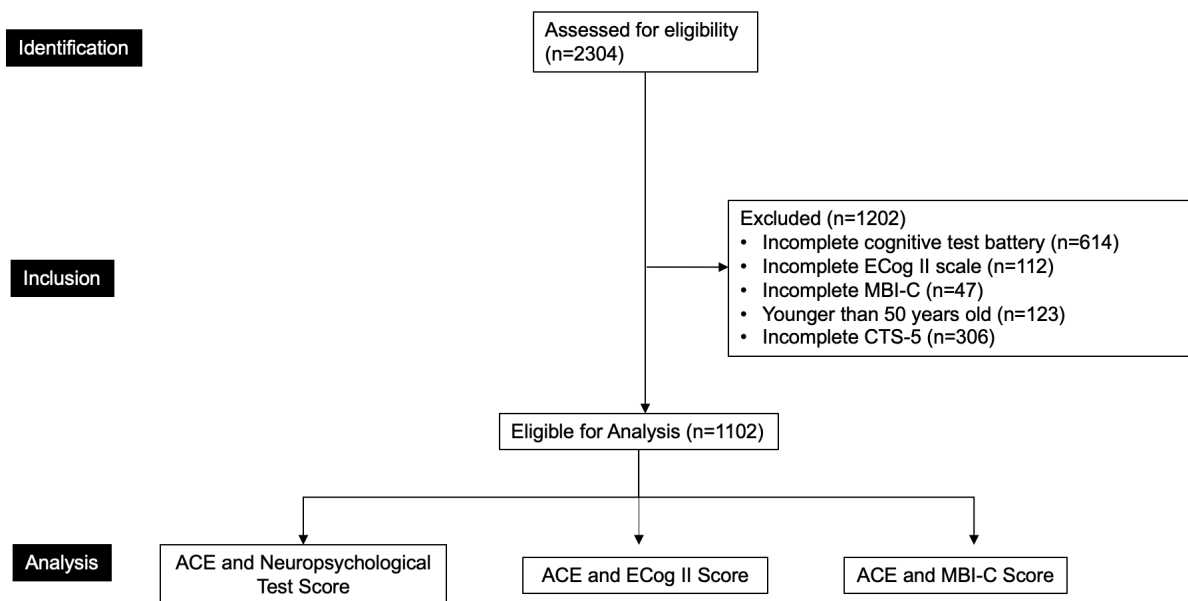 Identification
Assessed for eligibility
(n=2304)
Inclusion
Excluded (n=1202)
• Incomplete cognitive test battery (n=614)
• Incomplete ECog II scale (n=112)
• Incomplete MBI-C (n=47)
• Younger than 50 years old (n=123)
• Incomplete CTS-5 (n=306)
Eligible for Analysis (n=1102)
Analysis
ACE and Neuropsychological
Test Score
ACE and ECog II Score
ACE and MBI-C Score